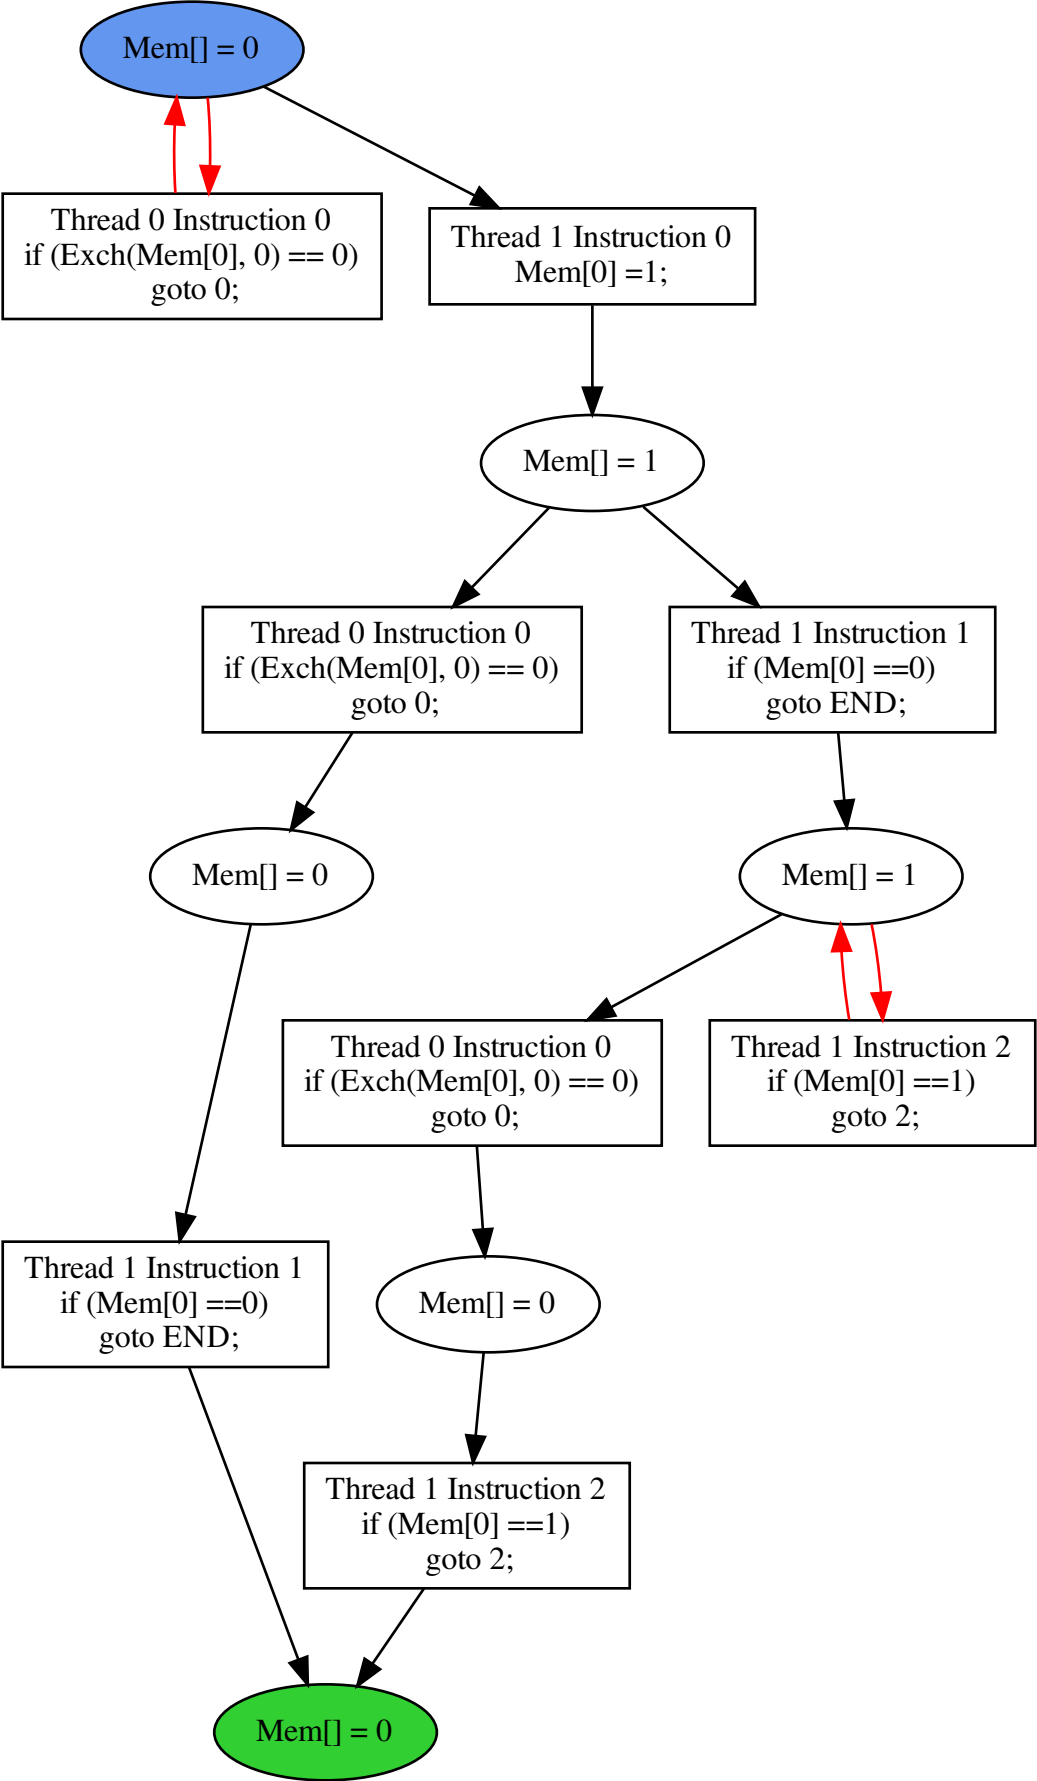 Mem[] = 0
Thread 0 Instruction 0
if (Exch(Mem[0], 0) == 0)
goto 0;
Thread 1 Instruction 0
Mem[0] =1;
Mem[] = 1
Thread 0 Instruction 0
if (Exch(Mem[0], 0) == 0)
goto 0;
Thread 1 Instruction 1
if (Mem[0] ==0)
goto END;
Mem[] = 0
Mem[] = 1
Thread 0 Instruction 0
if (Exch(Mem[0], 0) == 0)
goto 0;
Thread 1 Instruction 2
if (Mem[0] ==1)
goto 2;
Thread 1 Instruction 1
if (Mem[0] ==0)
goto END;
Mem[] = 0
Thread 1 Instruction 2
if (Mem[0] ==1)
goto 2;
Mem[] = 0